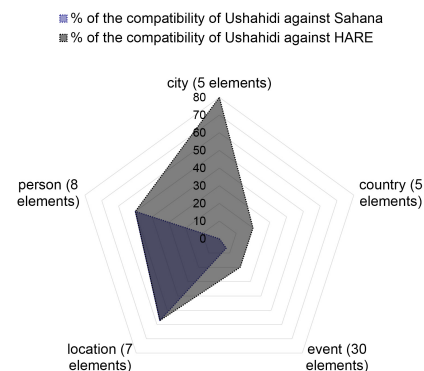 % of the compatibility of Ushahidi against Sahana
% of the compatibility of Ushahidi against HARE
city (5 elements)
80
70
60
50
40
30
20
10
0
person (8
elements)
country (5
elements)
location (7
elements)
event (30
elements)